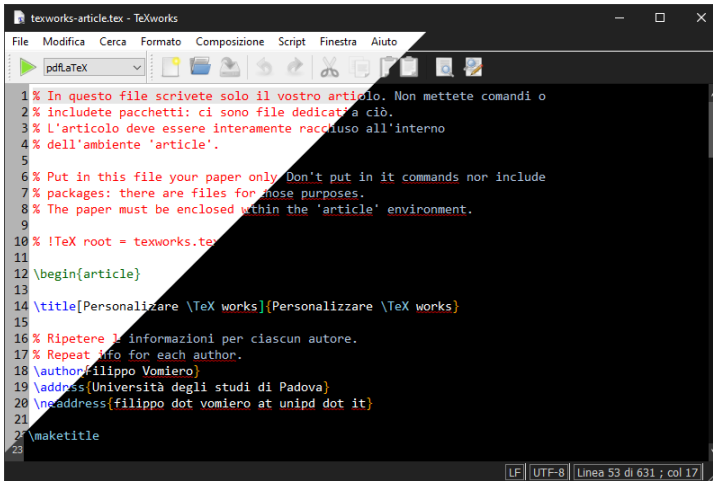 texworks-article.tex - TeXworks
File Modifica Cerca Formato Composizione Script Finestra Aiuto
pdfLaTeX
1 % In questo file scrivete solo il vostro articolo. Non mettete comandi o
2 % includete pacchetti: ci sono file dedicati a ciò.
3 % L'articolo deve essere interamente racchiuso all'interno
4 % dell'ambiente 'article'.
5
6 % Put in this file your paper only. Don't put in it commands nor include
7 % packages: there are files for those purposes.
8 % The paper must be enclosed within the 'article' environment.
9
10 % !TeX root = texworks.tex
11
12 \begin{article}
13
14 \title[Personalizare \TeX works]{Personalizzare \TeX works}
15
16 % Ripetere le informazioni per ciascun autore.
17 % Repeat info for each author.
18 \author{Filippo Vomiero}
19 \address{Università degli studi di Padova}
20 \netaddress{filippo dot vomiero at unipd dot it}
21
22 \maketitle
23
LF UTF-8 Linea 53 di 631 ; col 17